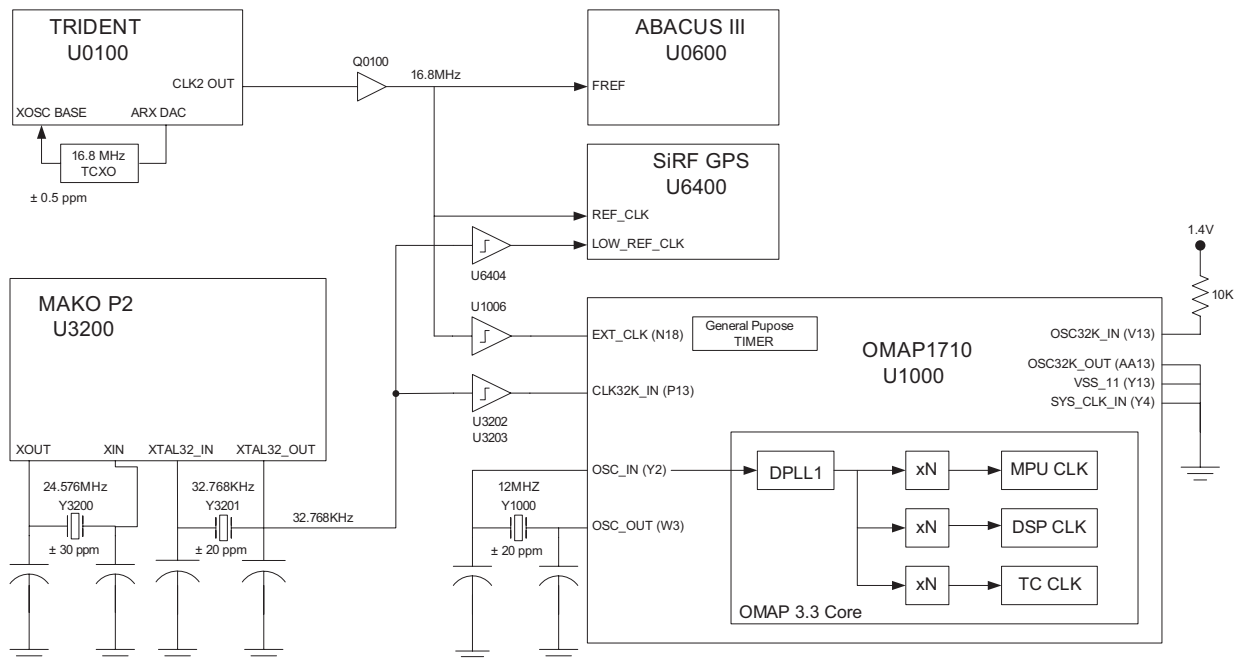 TRIDENT
U0100
CLK2 OUT
XOSC BASE
ARX DAC
16.8 MHz
TCXO
± 0.5 ppm
Q0100
16.8MHz
ABACUS III
U0600
FREF
SiRF GPS
U6400
REF_CLK
LOW_REF_CLK
U6404
MAKO P2
U3200
XOUT
XIN
XTAL32_IN
XTAL32_OUT
24.576MHz
Y3200
± 30 ppm
32.768KHz
Y3201
± 20 ppm
32.768KHz
U1006
U3202
U3203
12MHZ
Y1000
± 20 ppm
EXT_CLK (N18)
General Pupose
TIMER
CLK32K_IN (P13)
OSC_IN (Y2)
OSC_OUT (W3)
OMAP1710
U1000
1.4V
10K
OSC32K_IN (V13)
OSC32K_OUT (AA13)
VSS_11 (Y13)
SYS_CLK_IN (Y4)
DPLL1
xN
MPU CLK
xN
DSP CLK
xN
TC CLK
OMAP 3.3 Core